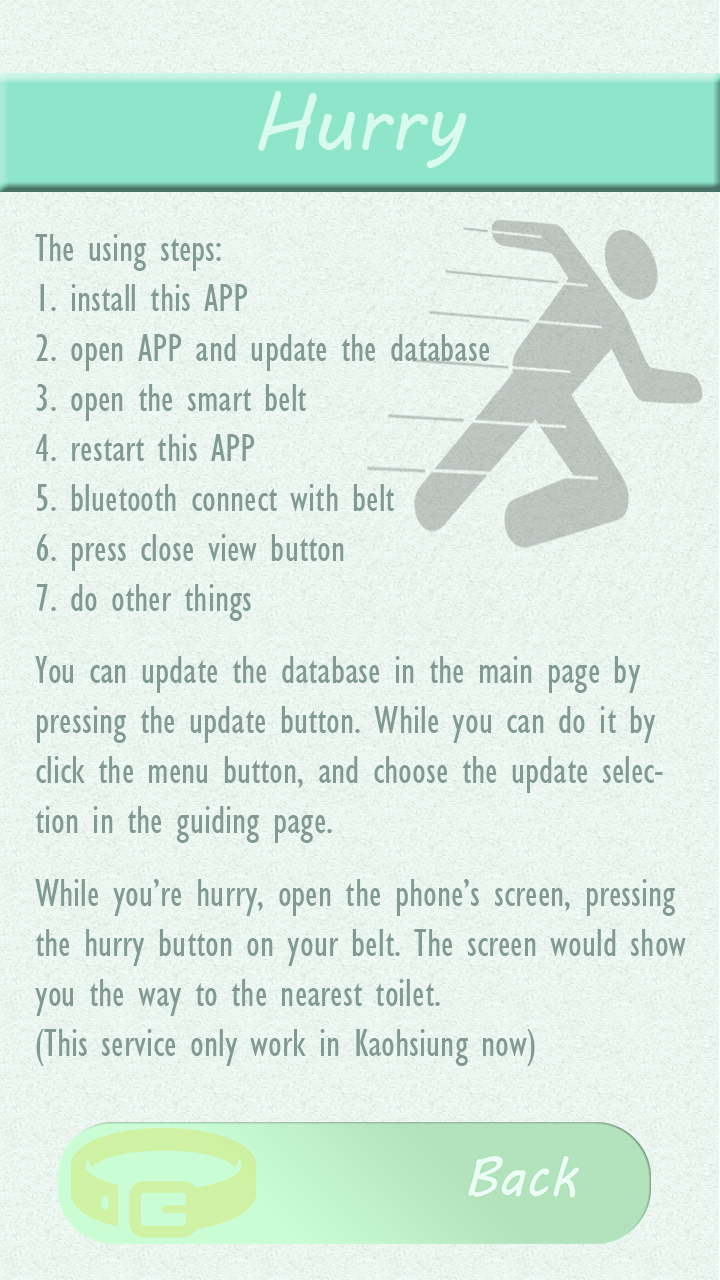 Hurry
The using steps:
1. install this APP
2. open APP and update the database
3. open the smart belt
4. restart this APP
5. bluetooth connect with belt
6. press close view button
7. do other things
You can update the database in the main page by
pressing the update button. While you can do it by
click the menu button, and choose the update selec-
tion in the guiding page.
While you're hurry, open the phone's screen, pressing
the hurry button on your belt. The screen would show
you the way to the nearest toilet.
(This service only work in Kaohsiung now)
Back